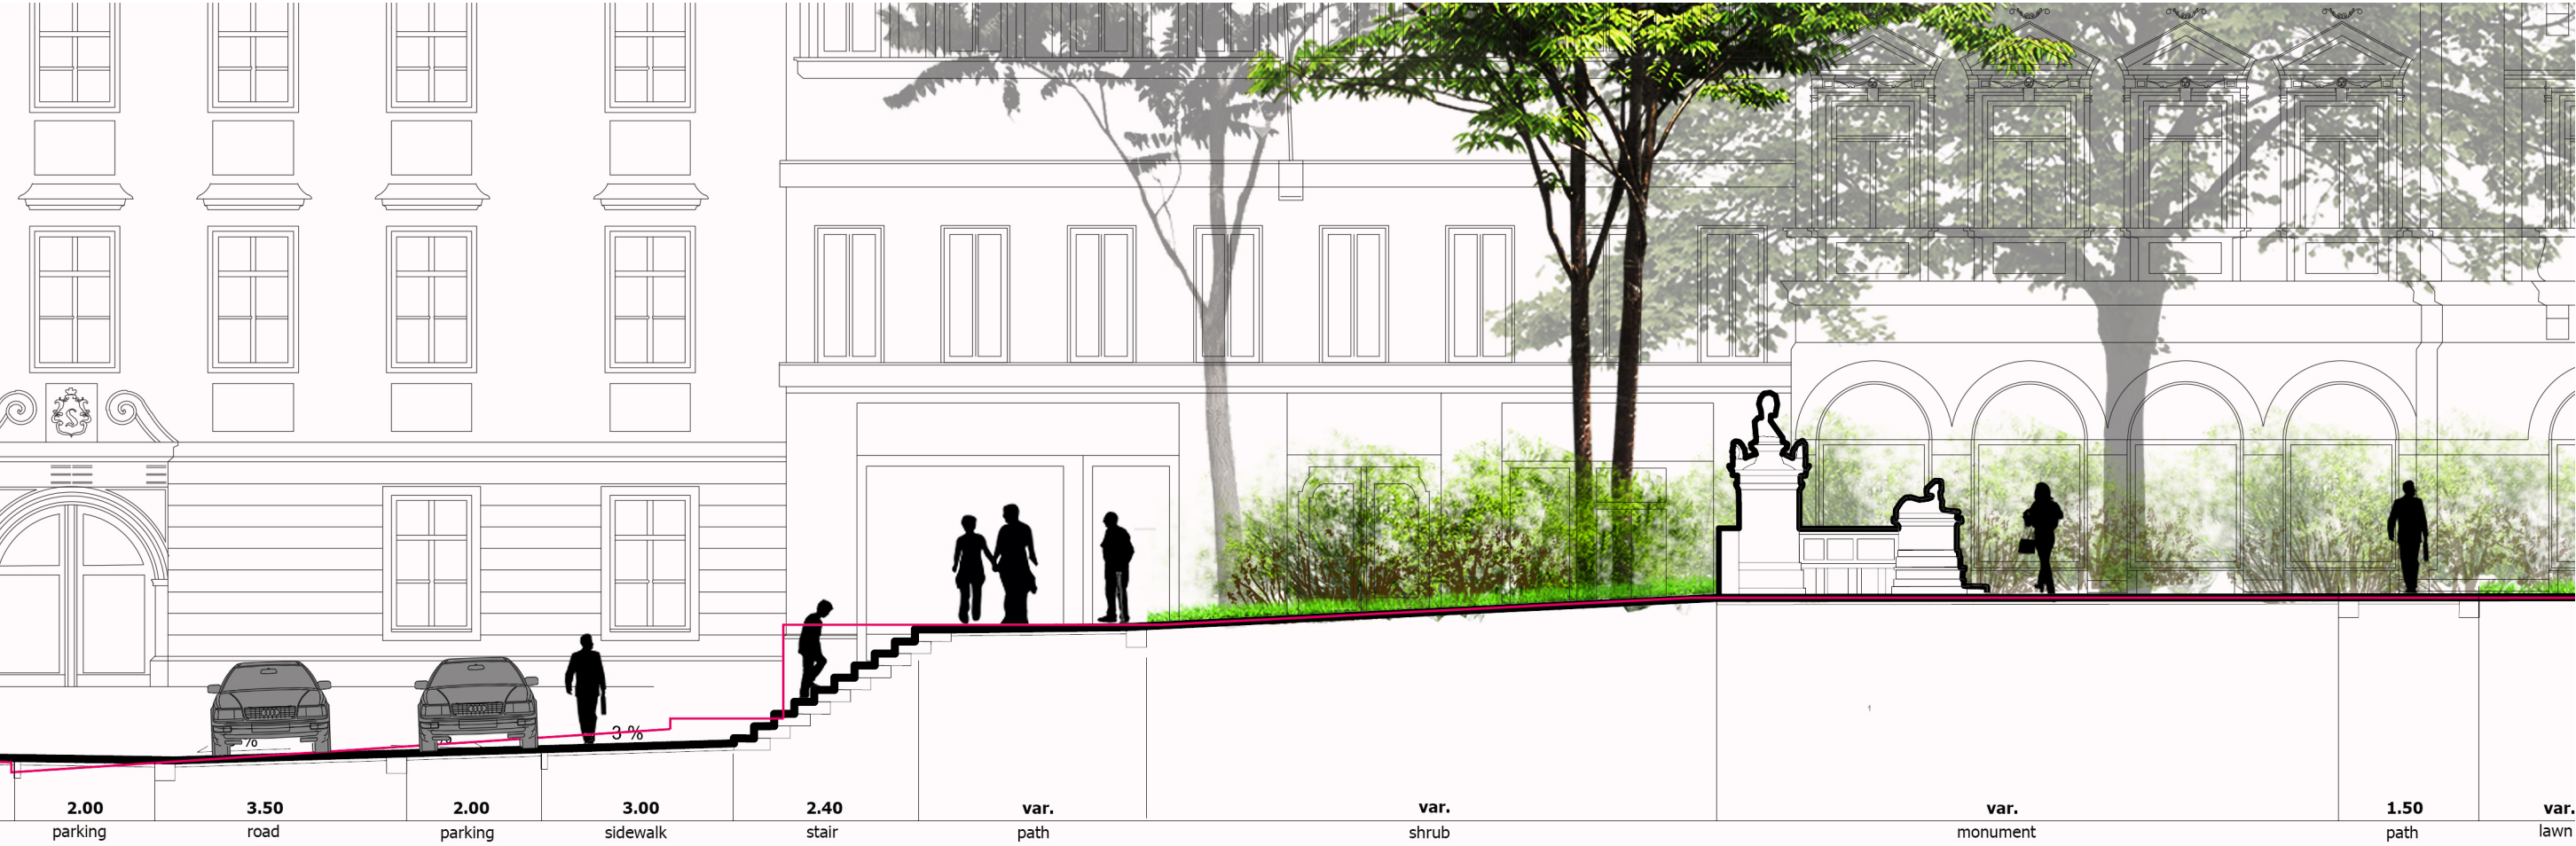 %
3 %
2.00 3.50 2.00 3.00 2.40 var. var. var. 1.50 var.
parking road parking sidewalk stair path shrub monument path lawn